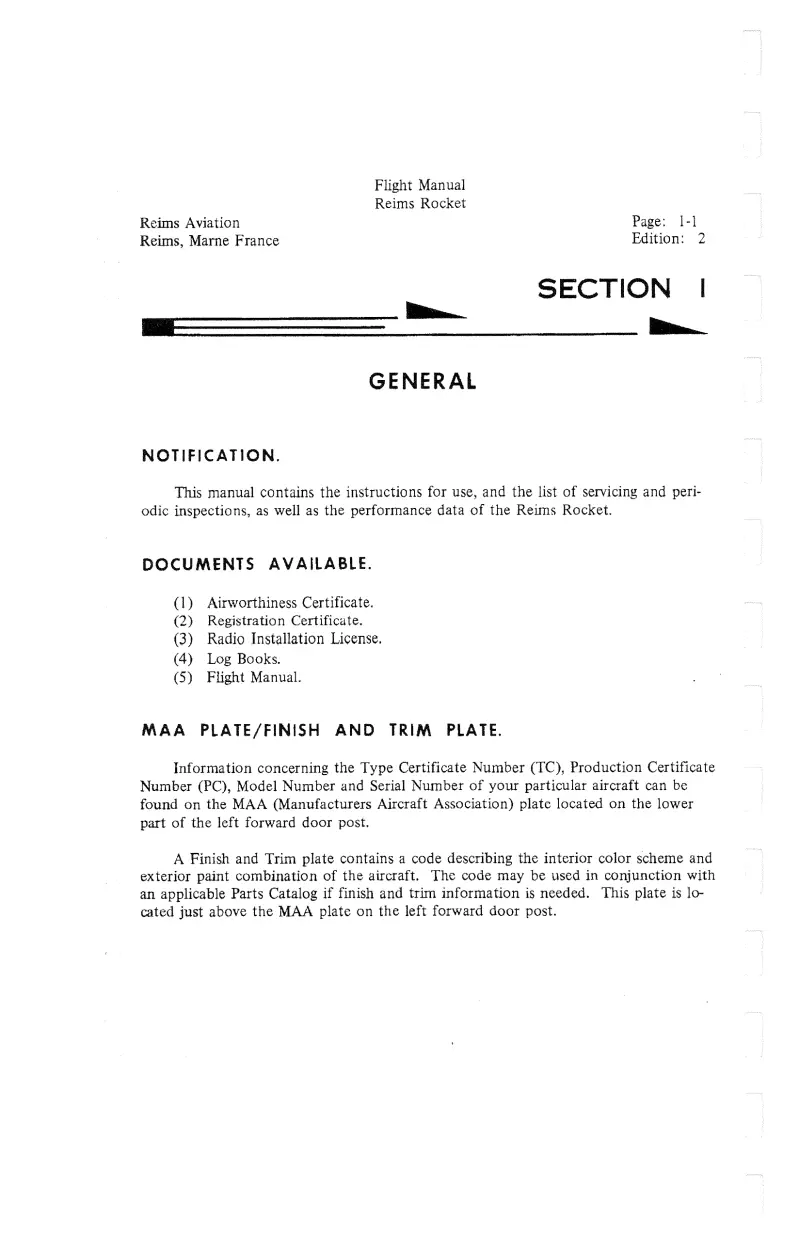 Flight Manual
Reims Rocket
Reims Aviation
Reims, Marne France
Page: 1-1
Edition: 2
SECTION I
GENERAL
NOTIFICATION.
This manual contains the instructions for use, and the list of servicing and peri-
odic inspections, as well as the performance data of the Reims Rocket.
DOCUMENTS AVAILABLE.
(1) Airworthiness Certificate.
(2) Registration Certificate.
(3) Radio Installation License.
(4) Log Books.
(5) Flight Manual.
MAA PLATE/FINISH AND TRIM PLATE.
Information concerning the Type Certificate Number (TC), Production Certificate
Number (PC), Model Number and Serial Number of your particular aircraft can be
found on the MAA (Manufacturers Aircraft Association) plate located on the lower
part of the left forward door post.
A Finish and Trim plate contains a code describing the interior color scheme and
exterior paint combination of the aircraft. The code may be used in conjunction with
an applicable Parts Catalog if finish and trim information is needed. This plate is lo-
cated just above the MAA plate on the left forward door post.